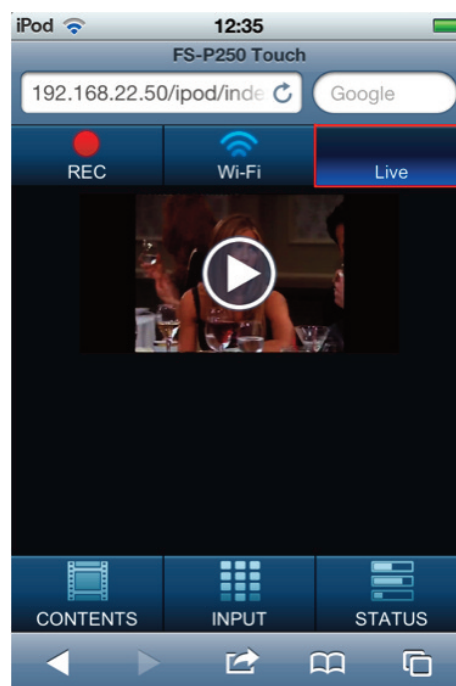 iPod 12:35
FS-P250 Touch
192.168.22.50/ipod/inde Google
REC Wi-Fi Live
CONTENTS INPUT STATUS